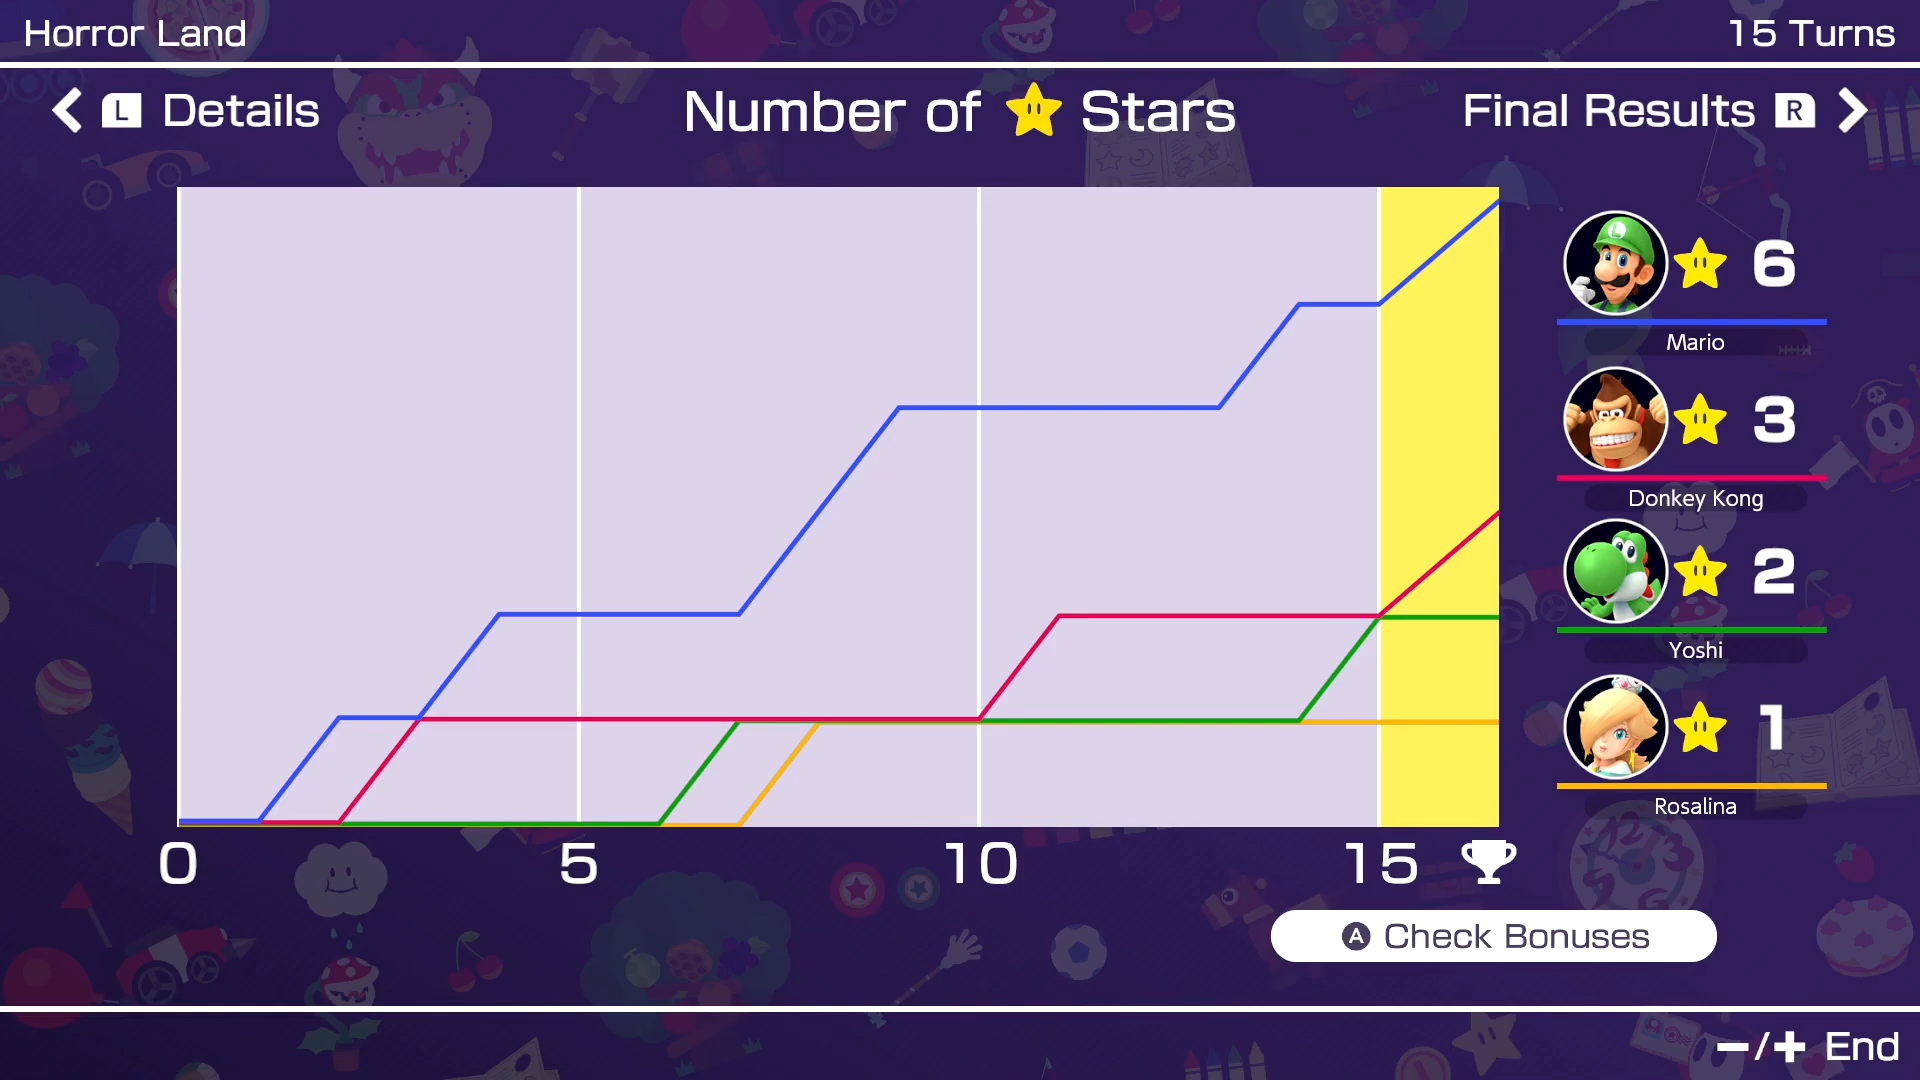 Horror Land
15 Turns
L Details
Number of Stars
Final Results R
6
Mario
3
Donkey Kong
2
Yoshi
1
Rosalina
0 5 10 15
A Check Bonuses
−/+ End